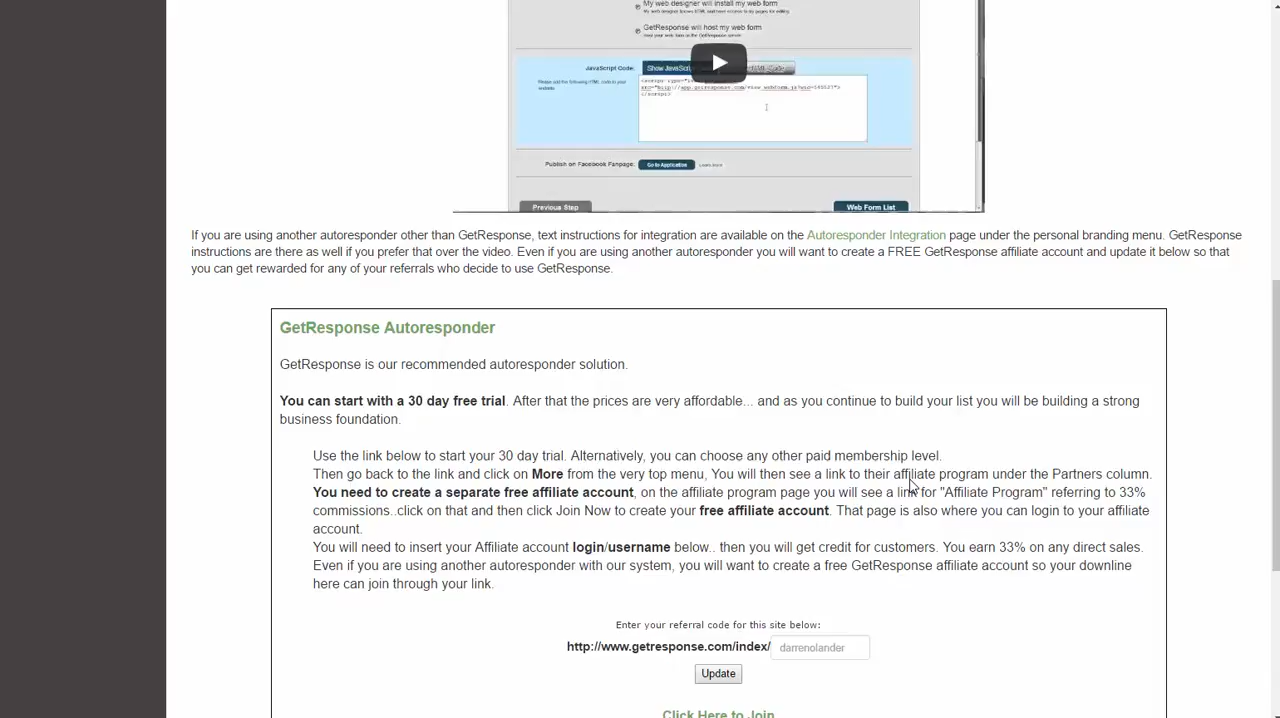 My web designer will install my web form
GetResponse will host my web form
JavaScript Code:
</script>
Publish on Facebook Fanpage: Go to Application Learn more
Previous Step Web Form List
If you are using another autoresponder other than GetResponse, text instructions for integration are available on the Autoresponder Integration page under the personal branding menu. GetResponse
instructions are there as well if you prefer that over the video. Even if you are using another autoresponder you will want to create a FREE GetResponse affiliate account and update it below so that
you can get rewarded for any of your referrals who decide to use GetResponse.
GetResponse Autoresponder
GetResponse is our recommended autoresponder solution.
You can start with a 30 day free trial. After that the prices are very affordable... and as you continue to build your list you will be building a strong
business foundation.
Use the link below to start your 30 day trial. Alternatively, you can choose any other paid membership level.
Then go back to the link and click on More from the very top menu, You will then see a link to their affiliate program under the Partners column.
You need to create a separate free affiliate account, on the affiliate program page you will see a link for "Affiliate Program" referring to 33%
commissions..click on that and then click Join Now to create your free affiliate account. That page is also where you can login to your affiliate
account.
You will need to insert your Affiliate account login/username below.. then you will get credit for customers. You earn 33% on any direct sales.
Even if you are using another autoresponder with our system, you will want to create a free GetResponse affiliate account so your downline
here can join through your link.
Enter your referral code for this site below:
http://www.getresponse.com/index/ darrenolander
Update
Click Here to Join